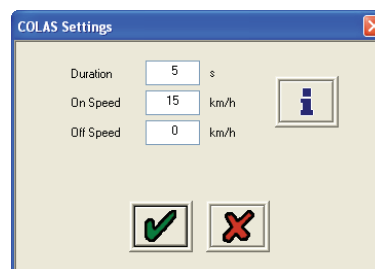 COLAS Settings
Duration 5 s
On Speed 15 km/h
Off Speed 0 km/h